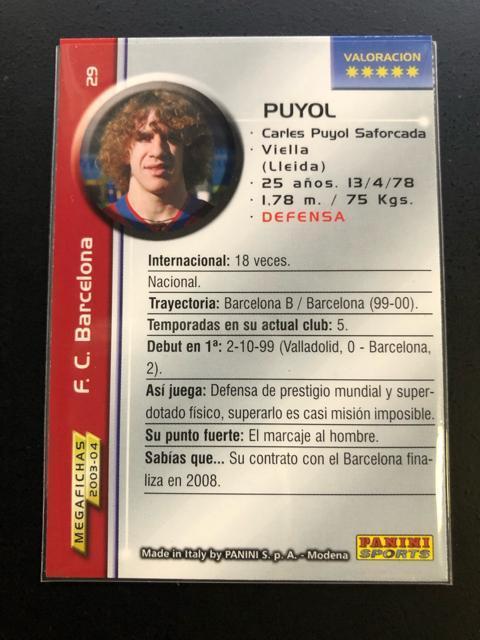 VALORACION
29
PUYOL
· Carles Puyol Saforcada
· Viella
(Lleida)
· 25 años. 13/4/78
· 1,78 m. / 75 Kgs.
· DEFENSA
F. C. Barcelona
Internacional: 18 veces.
Nacional.
Trayectoria: Barcelona B / Barcelona (99-00).
Temporadas en su actual club: 5.
Debut en 1ª: 2-10-99 (Valladolid, 0 - Barcelona,
2).
Así juega: Defensa de prestigio mundial y super-
dotado físico, superarlo es casi misión imposible.
Su punto fuerte: El marcaje al hombre.
Sabías que... Su contrato con el Barcelona fina-
liza en 2008.
MEGAFICHAS
2003-04
Made in Italy by PANINI S. p. A. - Modena
PANINI
SPORTS